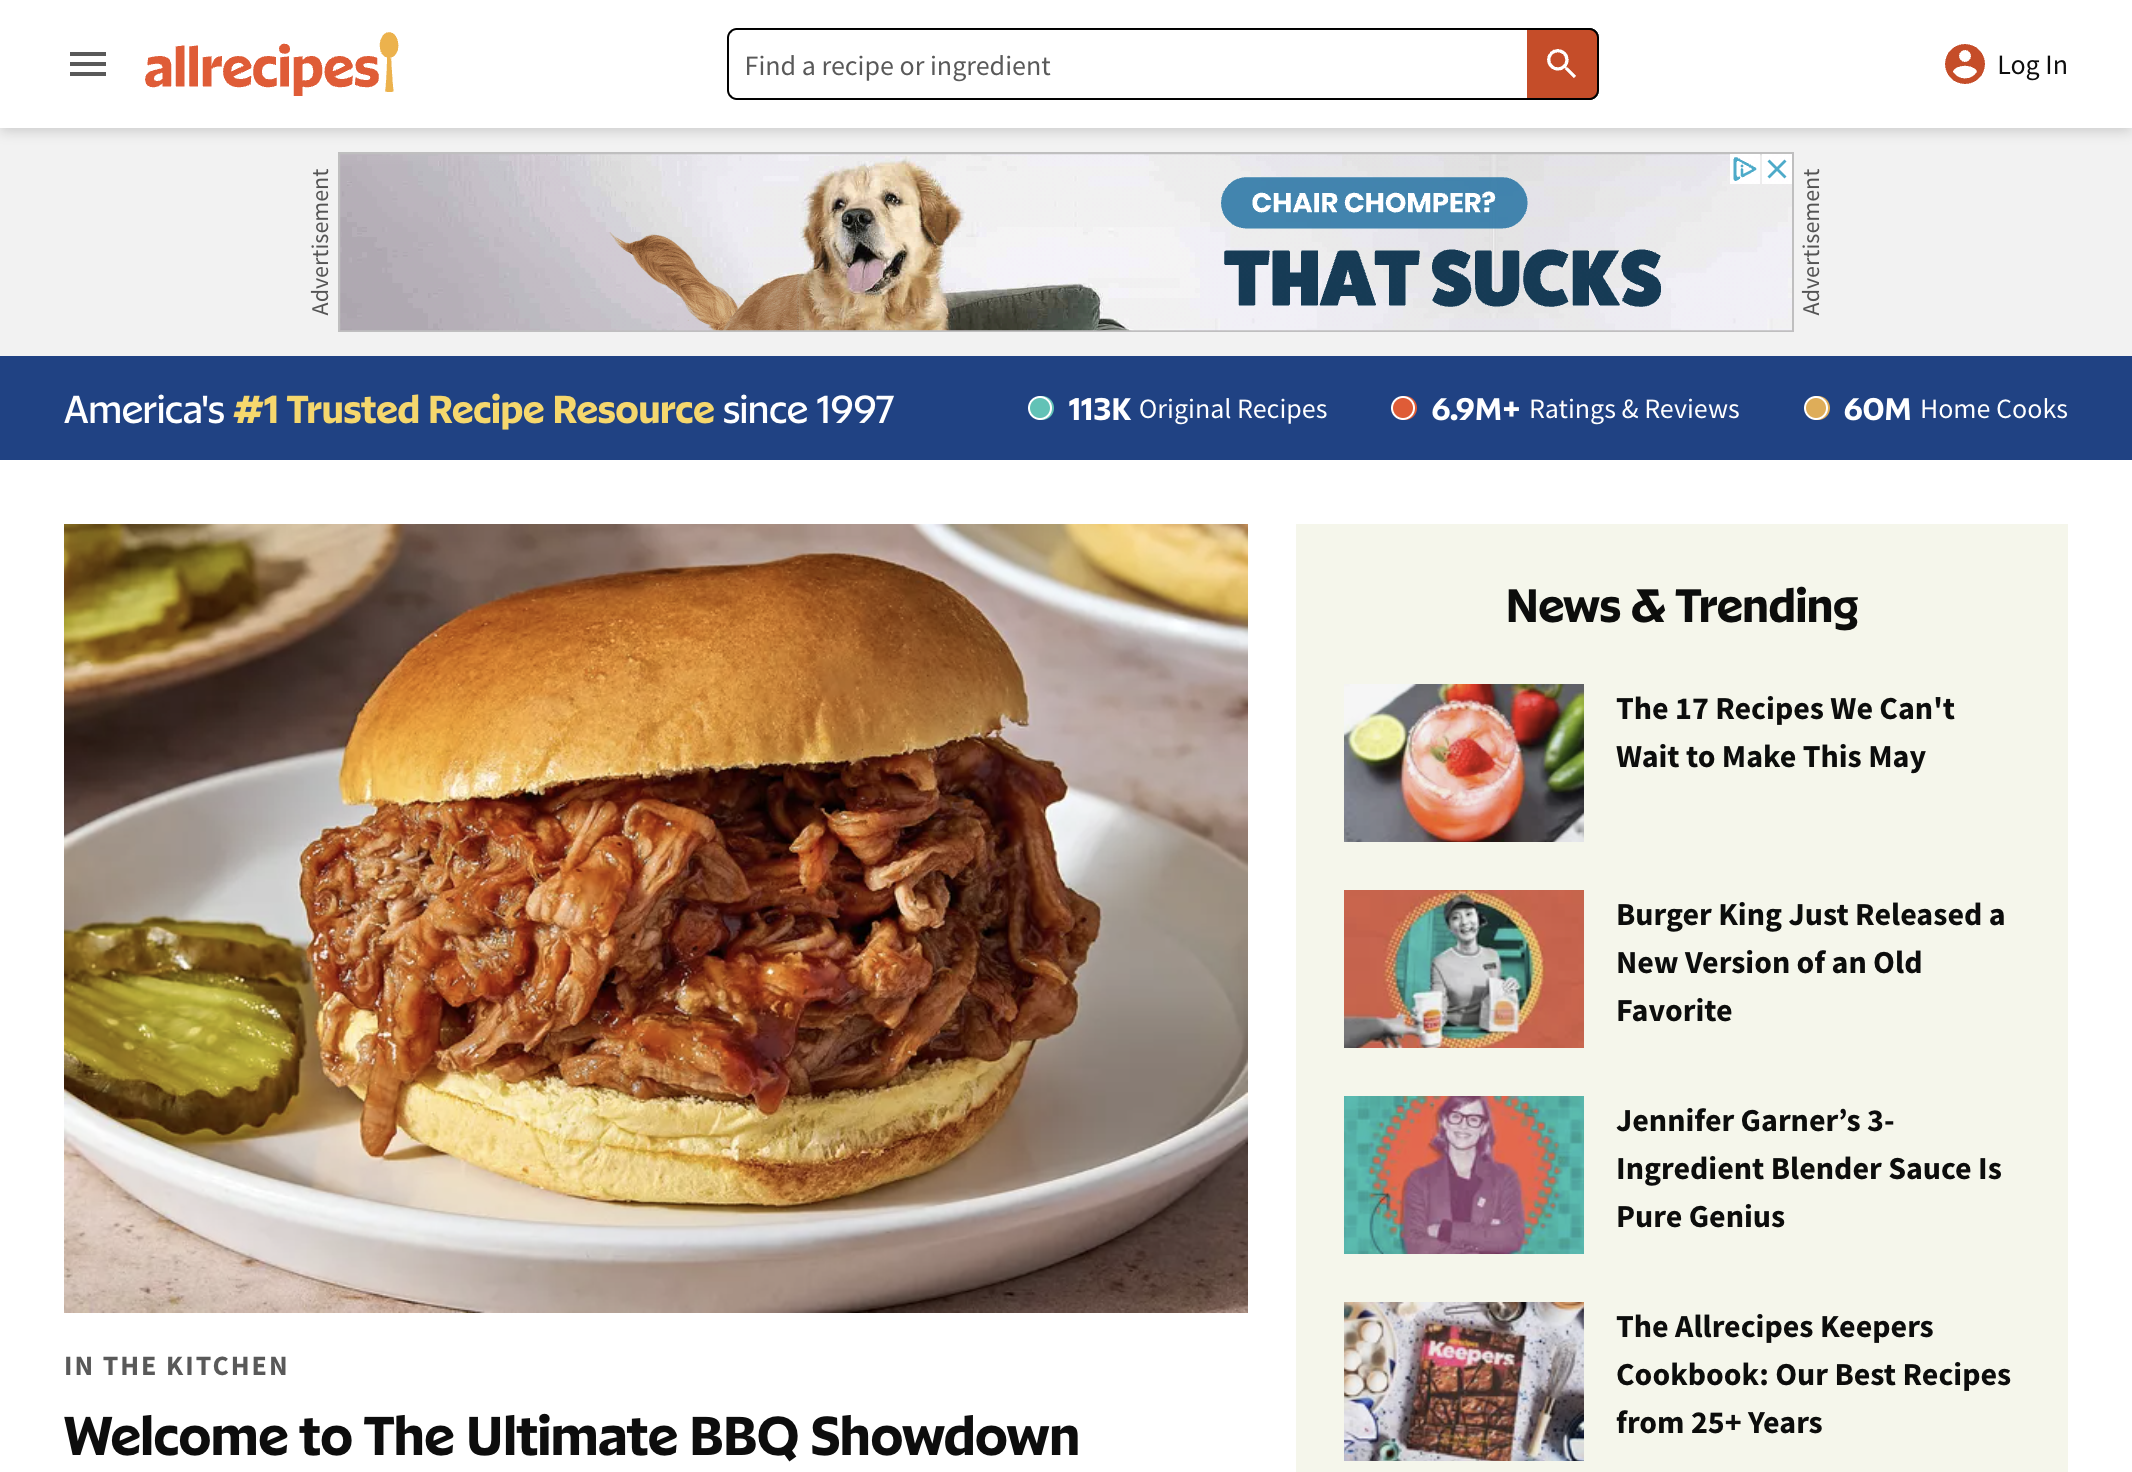 allrecipes
Find a recipe or ingredient
Log In
Advertisement
CHAIR CHOMPER?
THAT SUCKS
Advertisement
America's #1 Trusted Recipe Resource since 1997
113K Original Recipes
6.9M+ Ratings & Reviews
60M Home Cooks
News & Trending
The 17 Recipes We Can't
Wait to Make This May
Burger King Just Released a
New Version of an Old
Favorite
Jennifer Garner’s 3-
Ingredient Blender Sauce Is
Pure Genius
Keepers
The Allrecipes Keepers
Cookbook: Our Best Recipes
from 25+ Years
IN THE KITCHEN
Welcome to The Ultimate BBQ Showdown